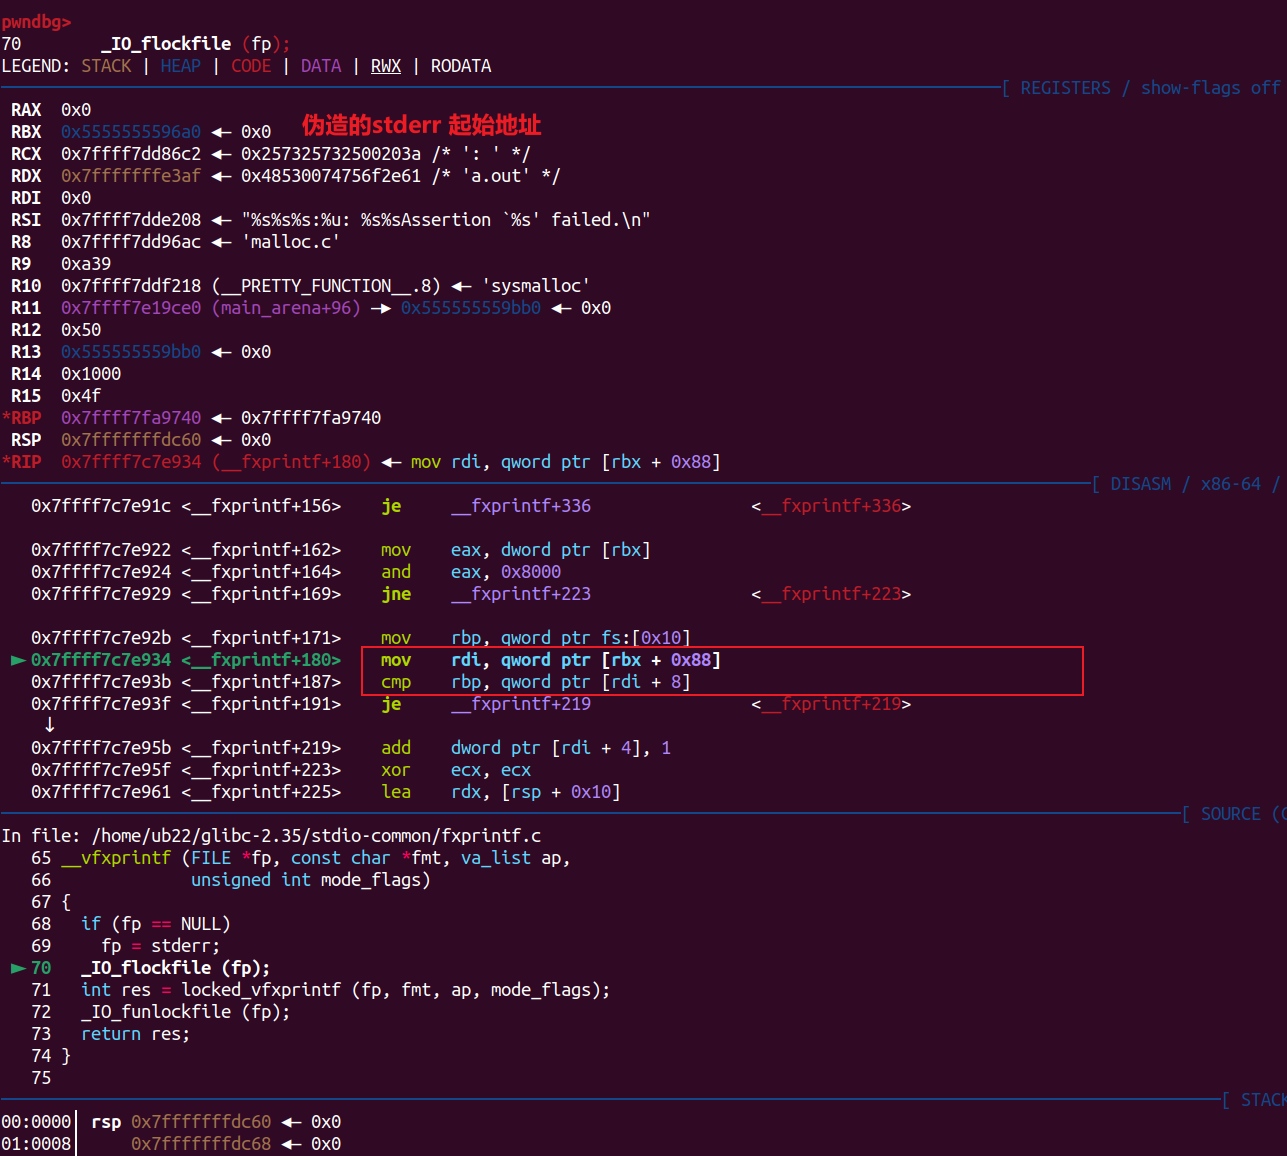 pwndbg>
70        _IO_flockfile (fp);
LEGEND: STACK | HEAP | CODE | DATA | RWX | RODATA
[ REGISTERS / show-flags off
RAX  0x0
RBX  0x5555555596a0 ◂— 0x0 伪造的stderr 起始地址
RCX  0x7ffff7dd86c2 ◂— 0x257325732500203a /* ': ' */
RDX  0x7fffffffe3af ◂— 0x48530074756f2e61 /* 'a.out' */
RDI  0x0
RSI  0x7ffff7dde208 ◂— "%s%s%s:%u: %s%sAssertion `%s' failed.\n"
R8   0x7ffff7dd96ac ◂— 'malloc.c'
R9   0xa39
R10  0x7ffff7ddf218 (__PRETTY_FUNCTION__.8) ◂— 'sysmalloc'
R11  0x7ffff7e19ce0 (main_arena+96) —▸ 0x555555559bb0 ◂— 0x0
R12  0x50
R13  0x555555559bb0 ◂— 0x0
R14  0x1000
R15  0x4f
*RBP  0x7ffff7fa9740 ◂— 0x7ffff7fa9740
RSP  0x7fffffffdc60 ◂— 0x0
*RIP  0x7ffff7c7e934 (__fxprintf+180) ◂— mov rdi, qword ptr [rbx + 0x88]
[ DISASM / x86-64 /
0x7ffff7c7e91c <__fxprintf+156>    je     __fxprintf+336                <__fxprintf+336>
0x7ffff7c7e922 <__fxprintf+162>    mov    eax, dword ptr [rbx]
0x7ffff7c7e924 <__fxprintf+164>    and    eax, 0x8000
0x7ffff7c7e929 <__fxprintf+169>    jne    __fxprintf+223                <__fxprintf+223>
0x7ffff7c7e92b <__fxprintf+171>    mov    rbp, qword ptr fs:[0x10]
► 0x7ffff7c7e934 <__fxprintf+180>    mov    rdi, qword ptr [rbx + 0x88]
0x7ffff7c7e93b <__fxprintf+187>    cmp    rbp, qword ptr [rdi + 8]
0x7ffff7c7e93f <__fxprintf+191>    je     __fxprintf+219                <__fxprintf+219>
↓
0x7ffff7c7e95b <__fxprintf+219>    add    dword ptr [rdi + 4], 1
0x7ffff7c7e95f <__fxprintf+223>    xor    ecx, ecx
0x7ffff7c7e961 <__fxprintf+225>    lea    rdx, [rsp + 0x10]
[ SOURCE (C
In file: /home/ub22/glibc-2.35/stdio-common/fxprintf.c
65 __vfxprintf (FILE *fp, const char *fmt, va_list ap,
66              unsigned int mode_flags)
67 {
68   if (fp == NULL)
69     fp = stderr;
► 70   _IO_flockfile (fp);
71   int res = locked_vfxprintf (fp, fmt, ap, mode_flags);
72   _IO_funlockfile (fp);
73   return res;
74 }
75
[ STACK
00:0000│ rsp 0x7fffffffdc60 ◂— 0x0
01:0008│     0x7fffffffdc68 ◂— 0x0